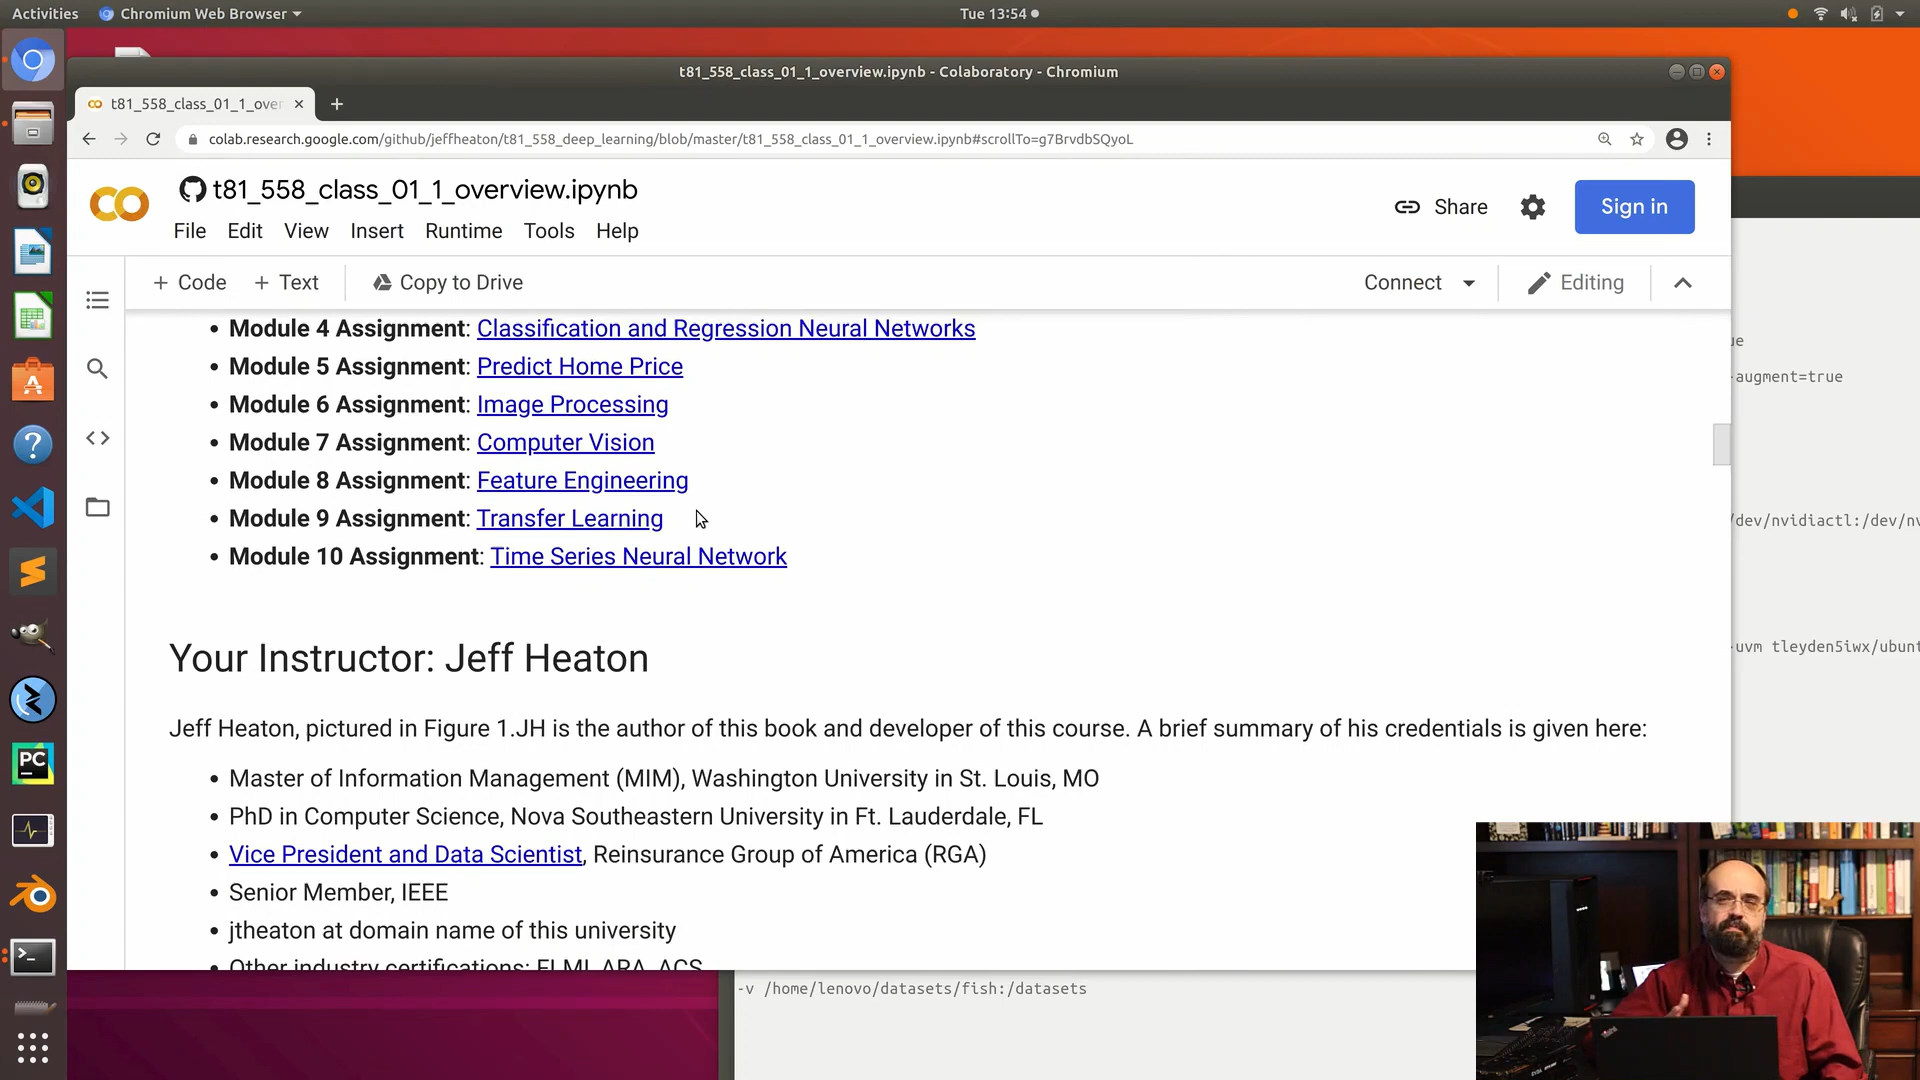 Activities Chromium Web Browser Tue 13:54
t81_558_class_01_1_overview.ipynb - Colaboratory - Chromium
t81_558_class_01_1_over
colab.research.google.com/github/jeffheaton/t81_558_deep_learning/blob/master/t81_558_class_01_1_overview.ipynb#scrollTo=g7BrvdbSQyoL
t81_558_class_01_1_overview.ipynb
File Edit View Insert Runtime Tools Help
Share Sign in
+ Code + Text Copy to Drive Connect Editing
• Module 4 Assignment: Classification and Regression Neural Networks
• Module 5 Assignment: Predict Home Price
• Module 6 Assignment: Image Processing
• Module 7 Assignment: Computer Vision
• Module 8 Assignment: Feature Engineering
• Module 9 Assignment: Transfer Learning
• Module 10 Assignment: Time Series Neural Network
Your Instructor: Jeff Heaton
Jeff Heaton, pictured in Figure 1.JH is the author of this book and developer of this course. A brief summary of his credentials is given here:
• Master of Information Management (MIM), Washington University in St. Louis, MO
• PhD in Computer Science, Nova Southeastern University in Ft. Lauderdale, FL
• Vice President and Data Scientist, Reinsurance Group of America (RGA)
• Senior Member, IEEE
• jtheaton at domain name of this university
• Other industry certifications: FLMI, ARA, ACS
ue
-augment=true
/dev/nvidiactl:/dev/nv
-uvm tleyden5iwx/ubunt
-v /home/lenovo/datasets/fish:/datasets
PC